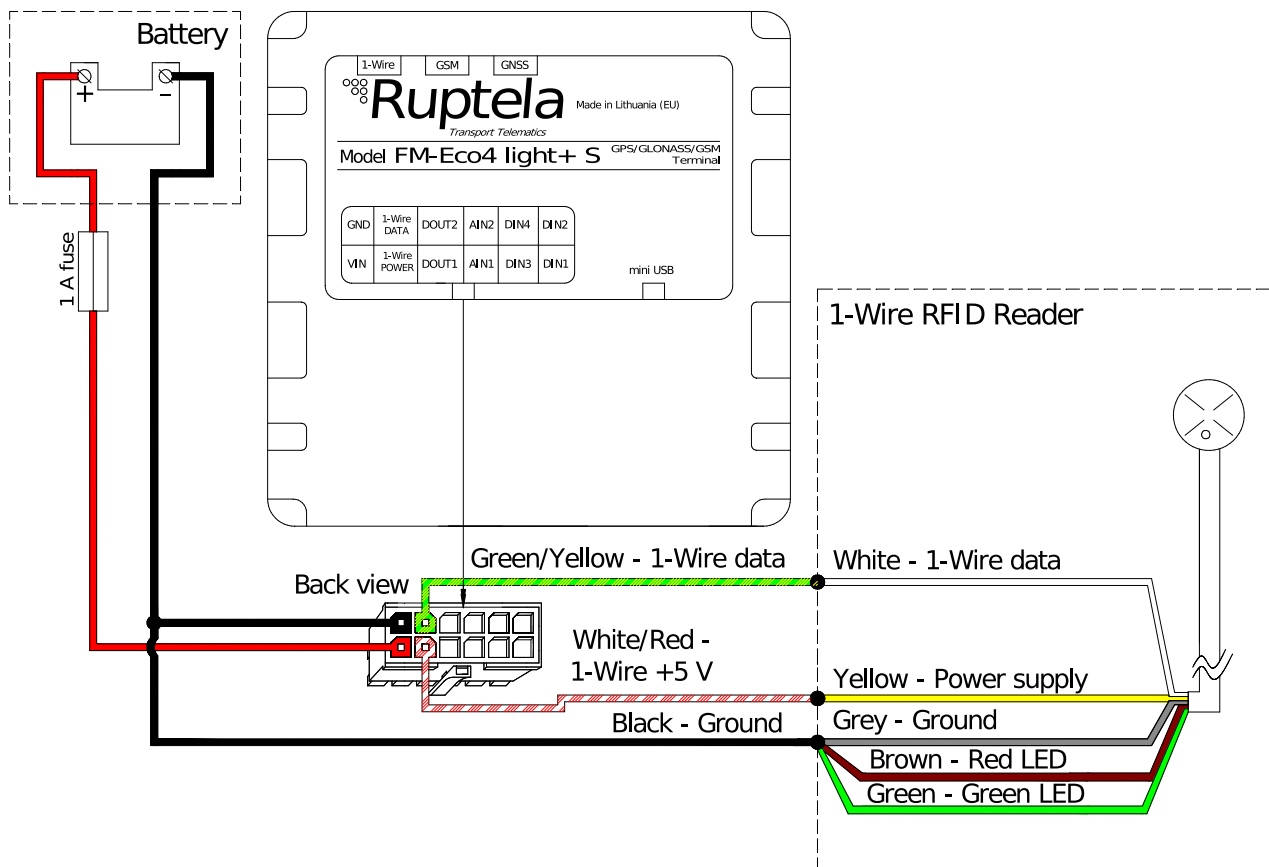 Battery
+
–
1 A fuse
1-Wire
GSM
GNSS
Ruptela
Made in Lithuania (EU)
Transport Telematics
Model FM-Eco4 light+ S
GPS/GLONASS/GSM
Terminal
GND
1-Wire
DATA
DOUT2
AIN2
DIN4
DIN2
VIN
1-Wire
POWER
DOUT1
AIN1
DIN3
DIN1
mini USB
1-Wire RFID Reader
Green/Yellow - 1-Wire data
White - 1-Wire data
Back view
White/Red -
1-Wire +5 V
Yellow - Power supply
Black - Ground
Grey - Ground
Brown - Red LED
Green - Green LED